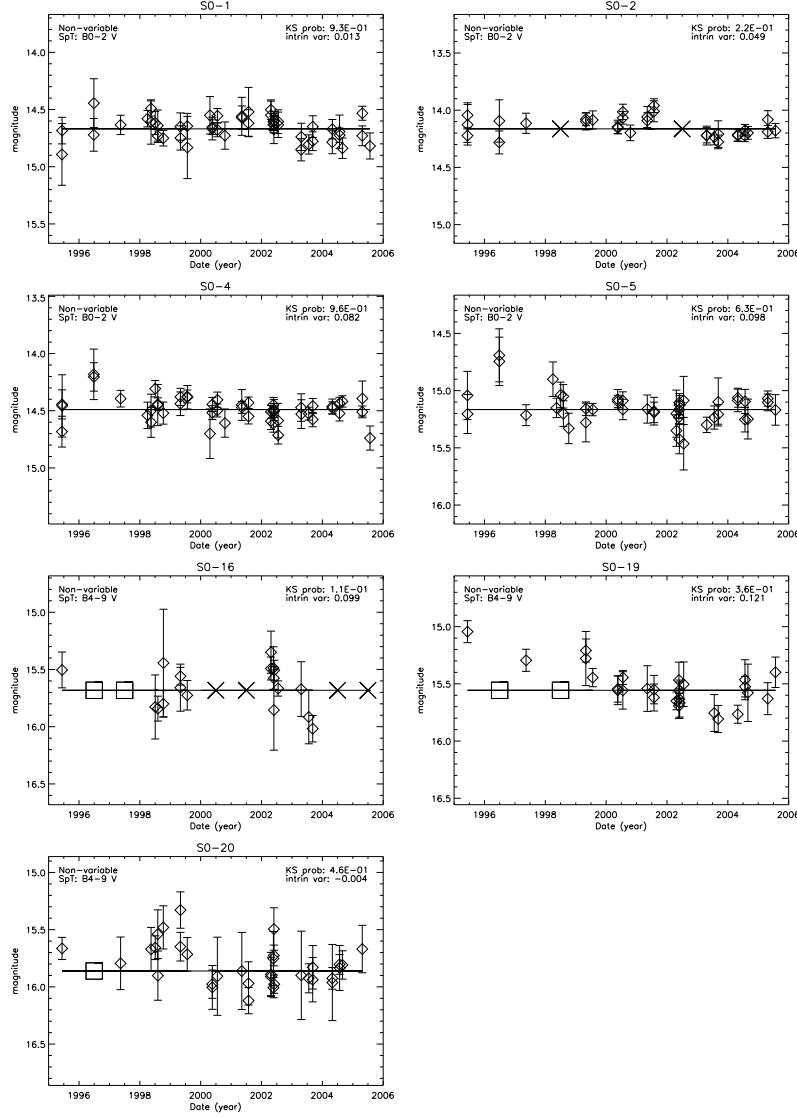 S0-1
Non-variable
SpT: B0-2 V
KS prob: 9.3E-01
intrin var: 0.013
magnitude
14.0
14.5
15.0
15.5
1996 1998 2000 2002 2004 2006
Date (year)
S0-2
Non-variable
SpT: B0-2 V
KS prob: 2.2E-01
intrin var: 0.049
magnitude
13.5
14.0
14.5
15.0
1996 1998 2000 2002 2004 2006
Date (year)
S0-4
Non-variable
SpT: B0-2 V
KS prob: 9.6E-01
intrin var: 0.082
magnitude
13.5
14.0
14.5
15.0
1996 1998 2000 2002 2004 2006
Date (year)
S0-5
Non-variable
SpT: B0-2 V
KS prob: 6.3E-01
intrin var: 0.098
magnitude
14.5
15.0
15.5
16.0
1996 1998 2000 2002 2004 2006
Date (year)
S0-16
Non-variable
SpT: B4-9 V
KS prob: 1.1E-01
intrin var: 0.099
magnitude
15.0
15.5
16.0
16.5
1996 1998 2000 2002 2004 2006
Date (year)
S0-19
Non-variable
SpT: B4-9 V
KS prob: 3.6E-01
intrin var: 0.121
magnitude
15.0
15.5
16.0
16.5
1996 1998 2000 2002 2004 2006
Date (year)
S0-20
Non-variable
SpT: B4-9 V
KS prob: 4.6E-01
intrin var: -0.004
magnitude
15.0
15.5
16.0
16.5
1996 1998 2000 2002 2004 2006
Date (year)